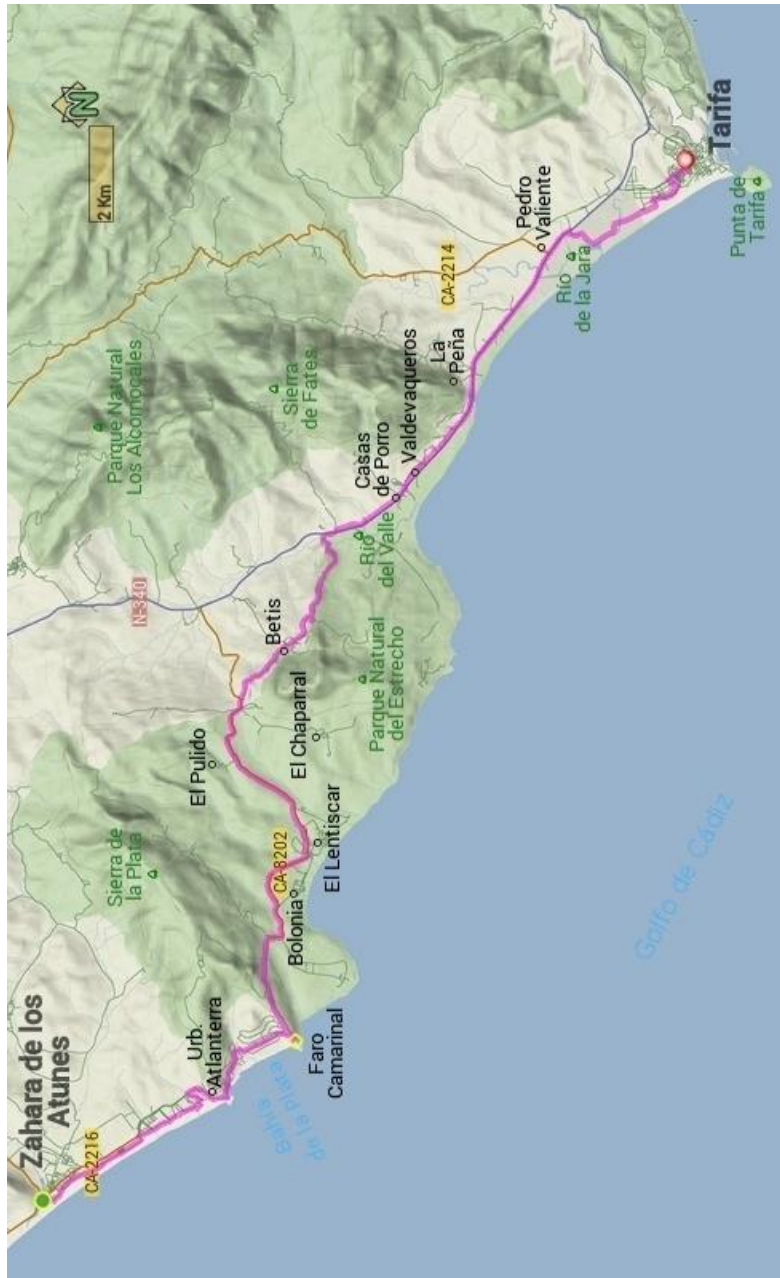 Zahara de los
Atunes
CA-2216
Urb.
Atlanterra
Bahía
de la Plata
Faro
Camarinal
Sierra de
la Plata
Bolonia
CA-8202
El Lentiscar
El Pulido
El Chaparral
Betis
Parque Natural
del Estrecho
N-340
Río
del Valle
Casas
de Porro
Valdevaqueros
Parque Natural
Los Alcornocales
Sierra
de Fates
La
Peña
CA-2214
Pedro
Valiente
Río
de la Jara
2 Km
N
Tarifa
Punta de
Tarifa
Golfo de Cádiz